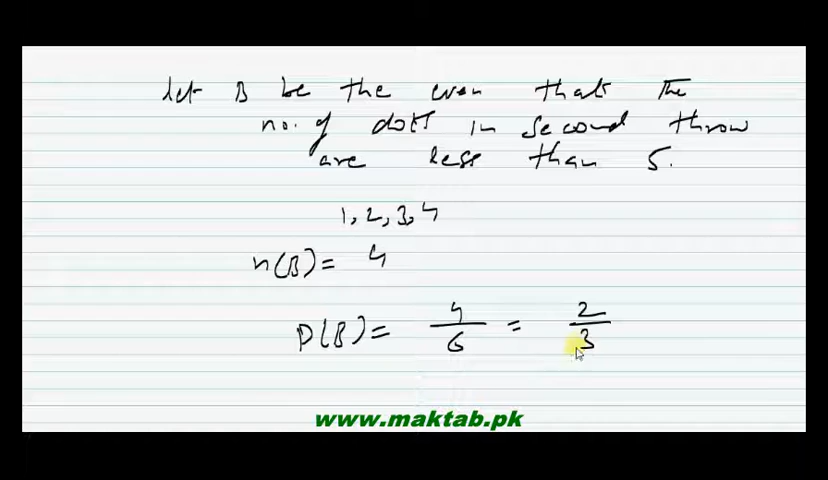 let B be the even that the
no. of dots in second throw
are less than 5.
1, 2, 3, 4
n(B) = 4
P(B) = 4/6 = 2/3
www.maktab.pk